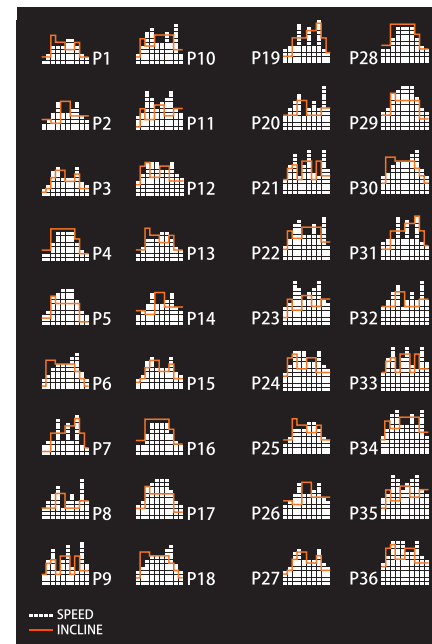 P1 P10 P19 P28
P2 P11 P20 P29
P3 P12 P21 P30
P4 P13 P22 P31
P5 P14 P23 P32
P6 P15 P24 P33
P7 P16 P25 P34
P8 P17 P26 P35
P9 P18 P27 P36
SPEED
INCLINE